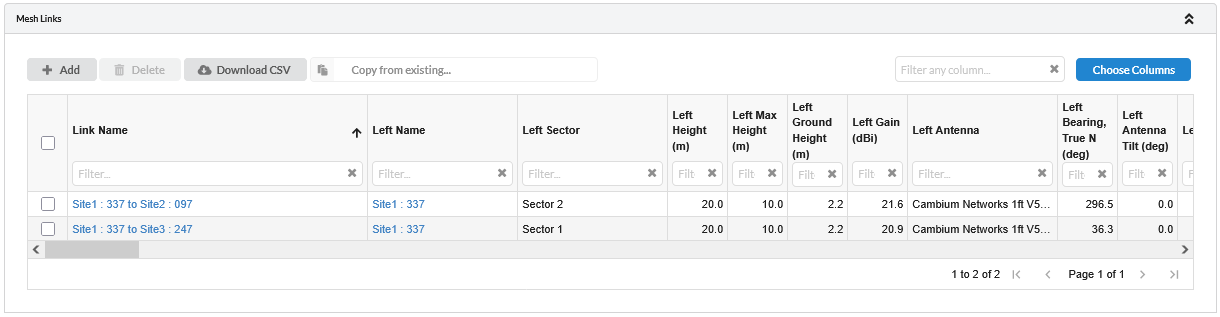 Mesh Links
Add Delete Download CSV Copy from existing... Filter any column... Choose Columns
Link Name Left Name Left Sector Left Height (m) Left Max Height (m) Left Ground Height (m) Left Gain (dBi) Left Antenna Left Bearing, True N (deg) Left Antenna Tilt (deg) Le
Filter... Filter... Filter... Filt Filt Filt Filt Filter... Filt Filt F
Site1 : 337 to Site2 : 097 Site1 : 337 Sector 2 20.0 10.0 2.2 21.6 Cambium Networks 1ft V5... 296.5 0.0
Site1 : 337 to Site3 : 247 Site1 : 337 Sector 1 20.0 10.0 2.2 20.9 Cambium Networks 1ft V5... 36.3 0.0
1 to 2 of 2 Page 1 of 1